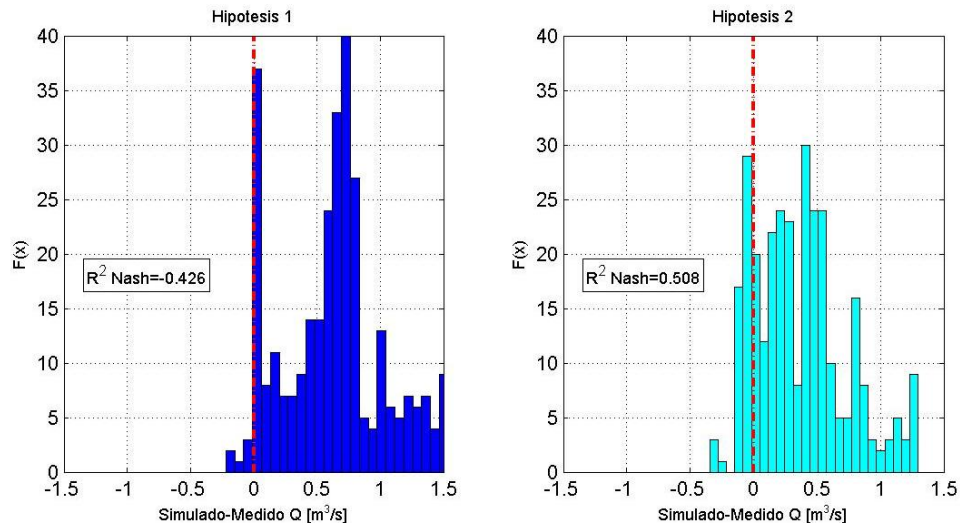 Hipotesis 1
40
35
30
25
20
15
10
5
0
F(x)
R² Nash=-0.426
-1.5 -1 -0.5 0 0.5 1 1.5
Simulado-Medido Q [m³/s]
Hipotesis 2
40
35
30
25
20
15
10
5
0
F(x)
R² Nash=0.508
-1.5 -1 -0.5 0 0.5 1 1.5
Simulado-Medido Q [m³/s]